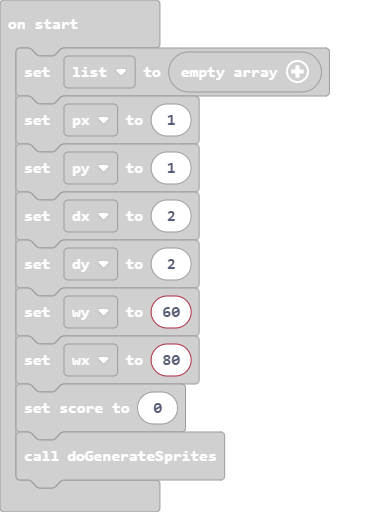 on start
set list to empty array
set px to 1
set py to 1
set dx to 2
set dy to 2
set wy to 60
set wx to 80
set score to 0
call doGenerateSprites